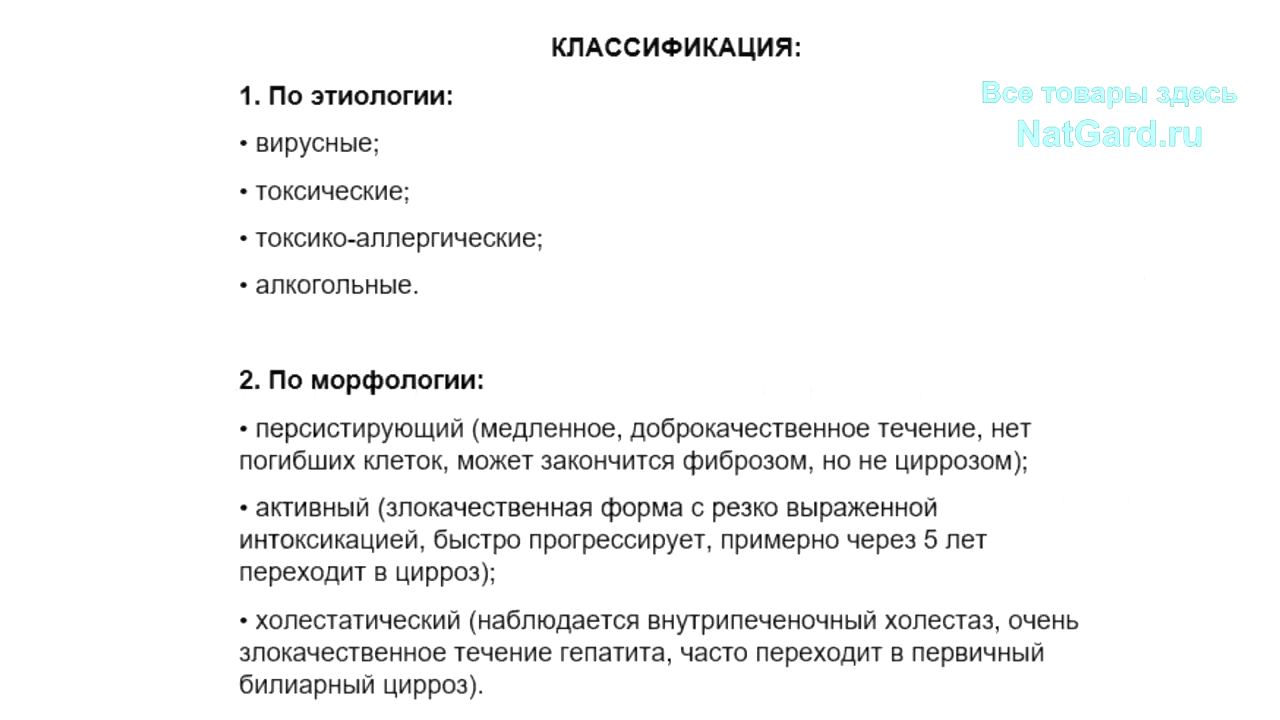 КЛАССИФИКАЦИЯ:
1. По этиологии:
Все товары здесь
NatGard.ru
• вирусные;
• токсические;
• токсико-аллергические;
• алкогольные.
2. По морфологии:
• персистирующий (медленное, доброкачественное течение, нет
погибших клеток, может закончится фиброзом, но не циррозом);
• активный (злокачественная форма с резко выраженной
интоксикацией, быстро прогрессирует, примерно через 5 лет
переходит в цирроз);
• холестатический (наблюдается внутрипеченочный холестаз, очень
злокачественное течение гепатита, часто переходит в первичный
билиарный цирроз).